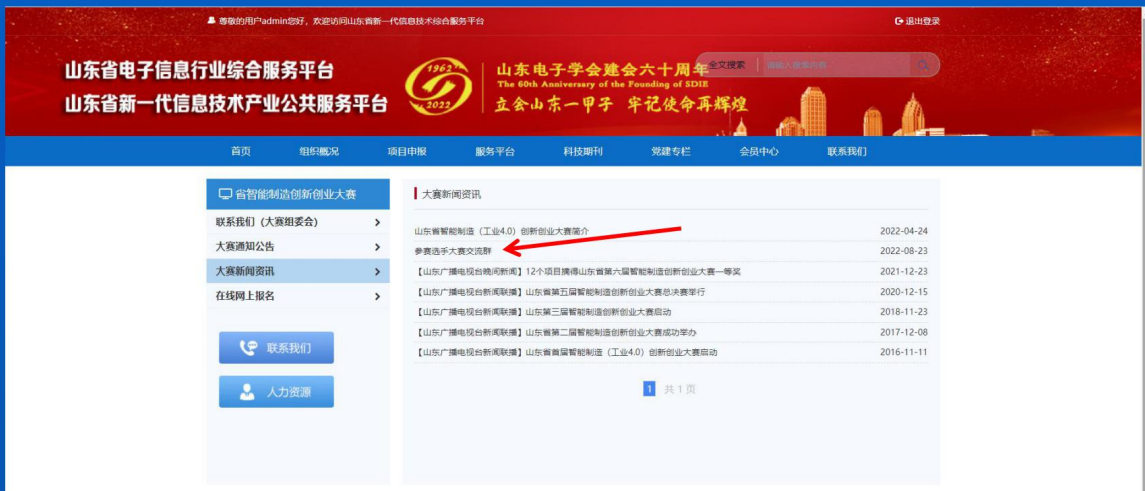 尊敬的用户admin您好，欢迎访问山东省新一代信息技术综合服务平台
退出登录
山东省电子信息行业综合服务平台
山东省新一代信息技术产业公共服务平台
1962
2022
山东电子学会建会六十周年
The 60th Anniversary of the Founding of SDIE
立会山东一甲子 牢记使命再辉煌
全文搜索 请输入搜索内容
首页 组织概况 项目申报 服务平台 科技期刊 党建专栏 会员中心 联系我们
省智能制造创新创业大赛
联系我们（大赛组委会）
大赛通知公告
大赛新闻资讯
在线网上报名
联系我们
人力资源
大赛新闻资讯
山东省智能制造（工业4.0）创新创业大赛简介 2022-04-24
参赛选手大赛交流群 2022-08-23
【山东广播电视台晚间新闻】12个项目摘得山东省第六届智能制造创新创业大赛一等奖 2021-12-23
【山东广播电视台新闻联播】山东省第五届智能制造创新创业大赛总决赛举行 2020-12-15
【山东广播电视台新闻联播】山东第三届智能制造创新创业大赛启动 2018-11-23
【山东广播电视台新闻联播】山东省第二届智能制造创新创业大赛成功举办 2017-12-08
【山东广播电视台新闻联播】山东省首届智能制造（工业4.0）创新创业大赛启动 2016-11-11
1 共 1 页